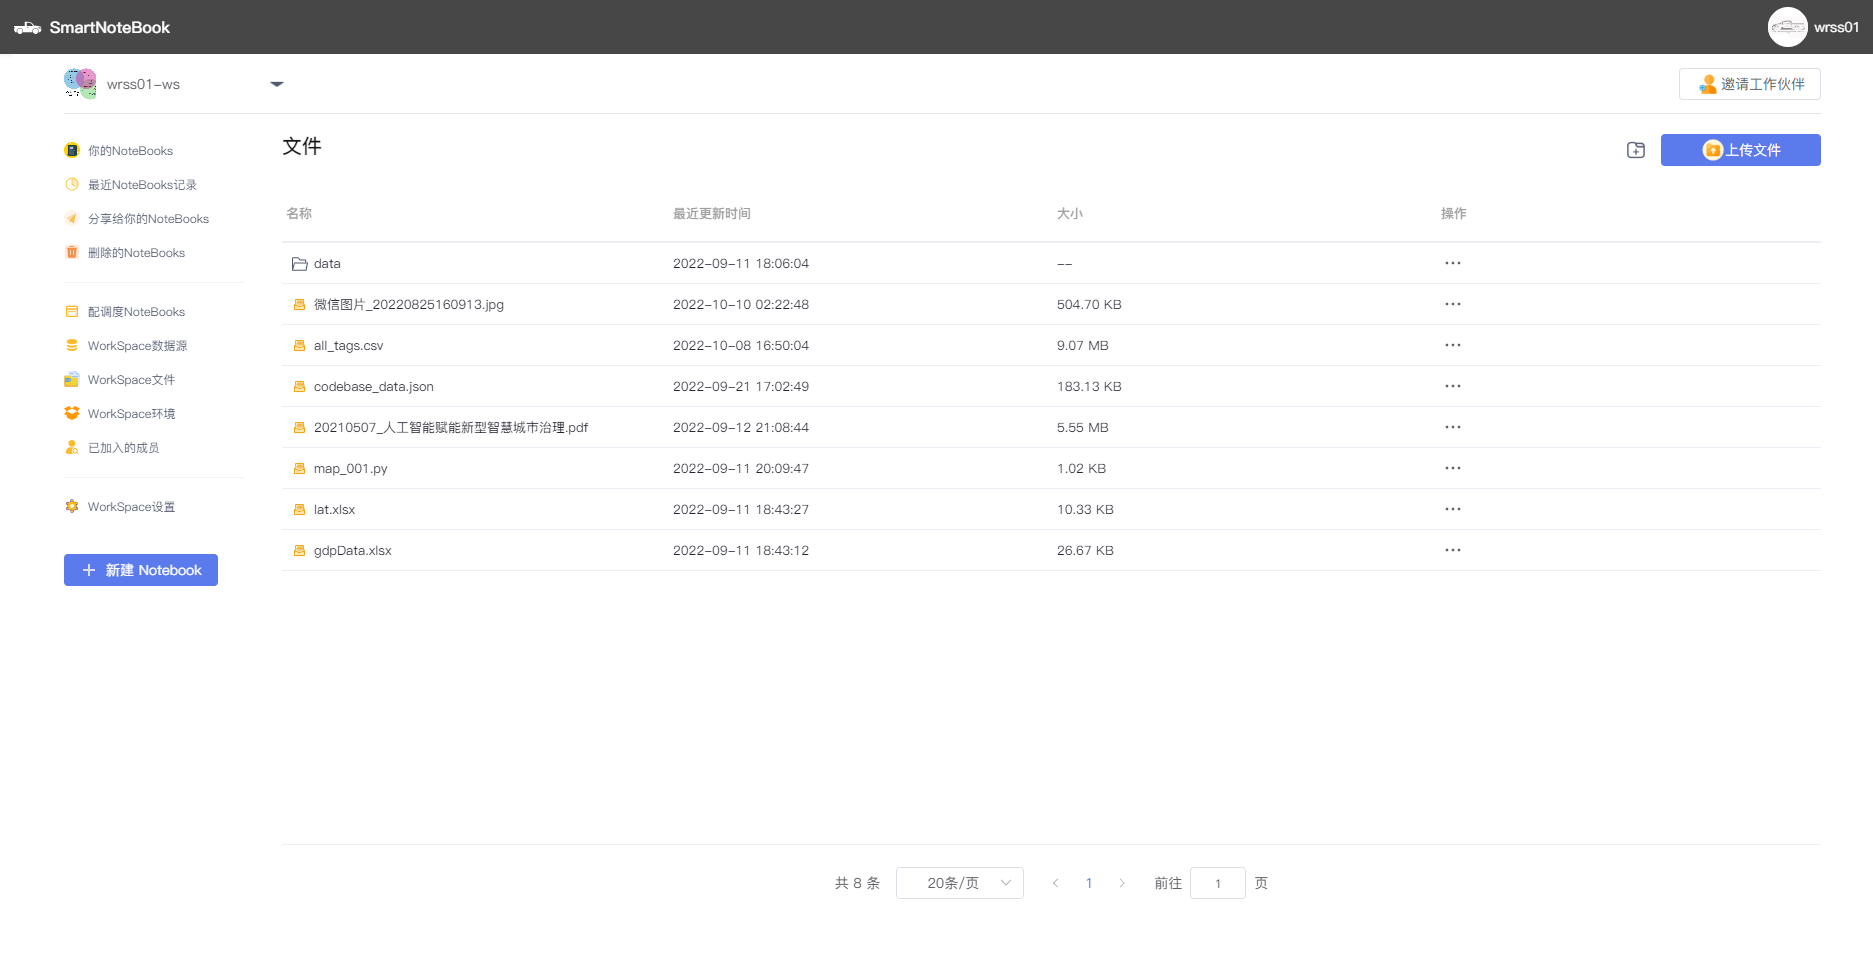 SmartNoteBook
wrss01
wrss01-ws
邀请工作伙伴
你的NoteBooks
最近NoteBooks记录
分享给你的NoteBooks
删除的NoteBooks
配调度NoteBooks
WorkSpace数据源
WorkSpace文件
WorkSpace环境
已加入的成员
WorkSpace设置
新建 Notebook
文件
上传文件
名称 最近更新时间 大小 操作
data 2022-09-11 18:06:04 --
微信图片_20220825160913.jpg 2022-10-10 02:22:48 504.70 KB
all_tags.csv 2022-10-08 16:50:04 9.07 MB
codebase_data.json 2022-09-21 17:02:49 183.13 KB
20210507_人工智能赋能新型智慧城市治理.pdf 2022-09-12 21:08:44 5.55 MB
map_001.py 2022-09-11 20:09:47 1.02 KB
lat.xlsx 2022-09-11 18:43:27 10.33 KB
gdpData.xlsx 2022-09-11 18:43:12 26.67 KB
共 8 条 20条/页 1 前往 1 页